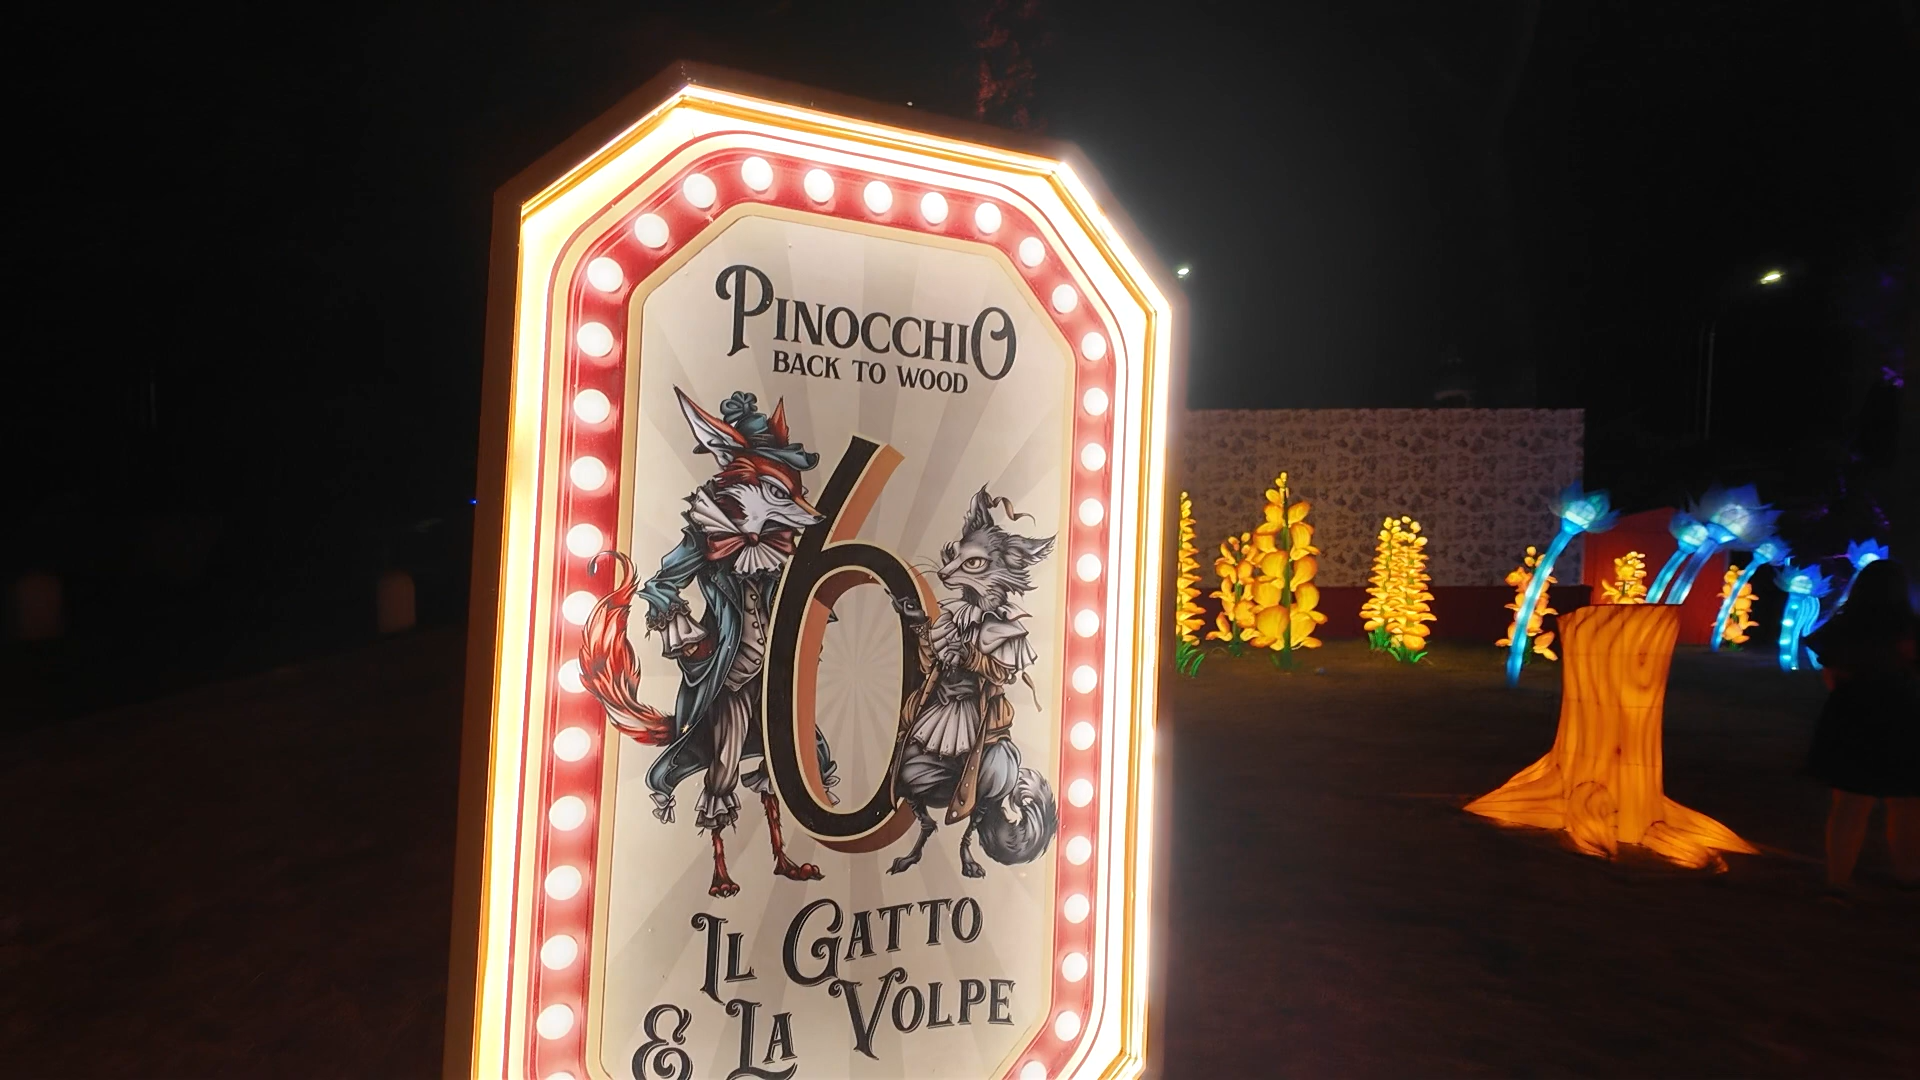 PINOCCHIO
BACK TO WOOD
6
IL GATTO
& LA VOLPE